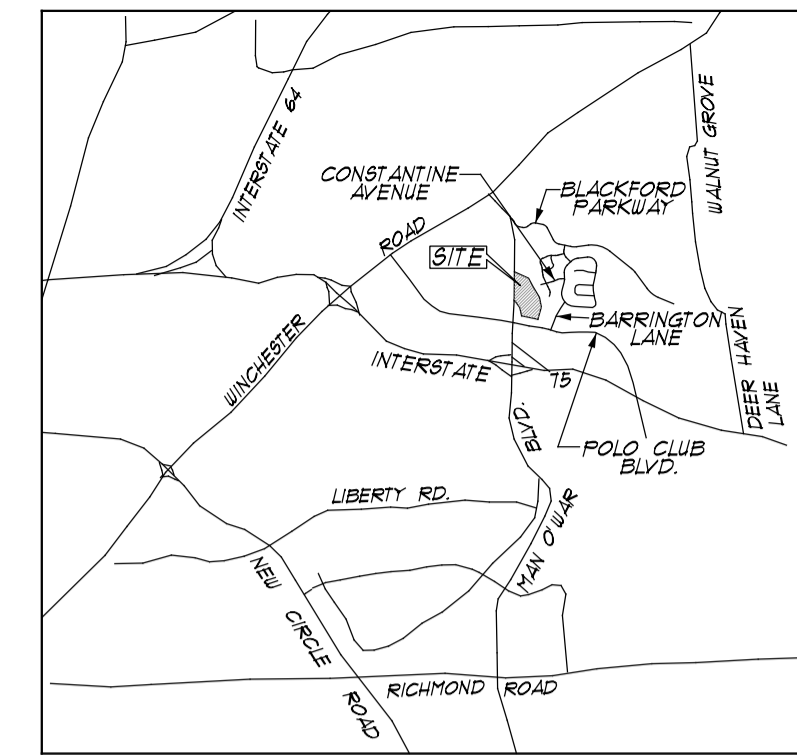 INTERSTATE 64
WALNUT GROVE
CONSTANTINE
AVENUE
BLACKFORD
PARKWAY
ROAD
SITE
BARRINGTON
LANE
WINCHESTER
INTERSTATE
75
DEER HAVEN
LANE
BLVD.
POLO CLUB
BLVD.
LIBERTY RD.
MAN O'WAR
NEW CIRCLE
ROAD
RICHMOND ROAD